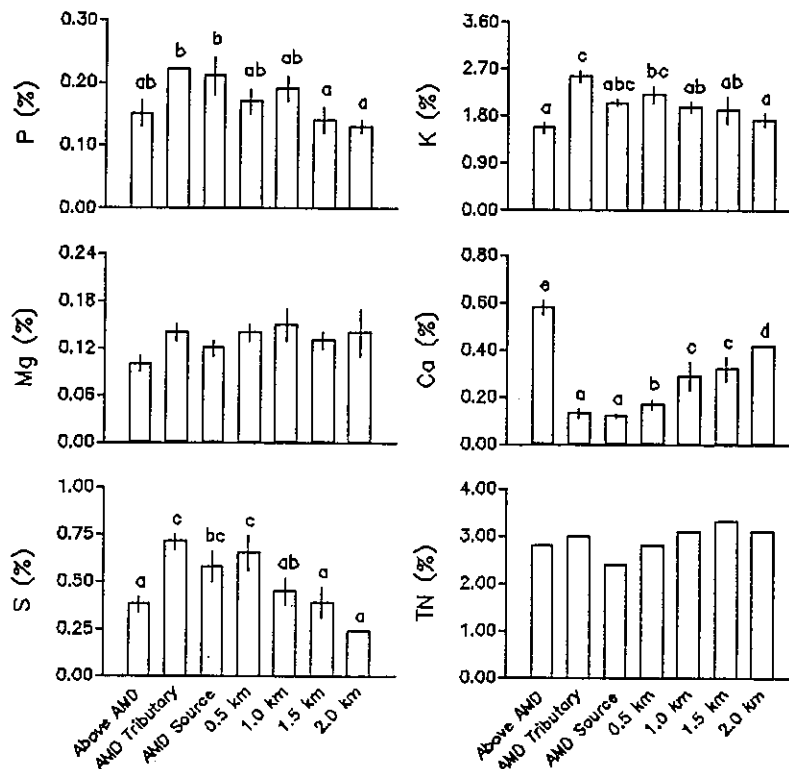 P (%)
0.30
0.20
0.10
0.00
ab
b
b
ab
ab
a
a
K (%)
3.60
2.70
1.80
0.90
0.00
a
c
abc
bc
ab
ab
a
Mg (%)
0.24
0.18
0.12
0.06
0.00
Ca (%)
0.80
0.60
0.40
0.20
0.00
e
a
a
b
c
c
d
S (%)
1.00
0.75
0.50
0.25
0.00
a
c
bc
c
ab
a
a
Above AMD
AMD Tributary
AMD Source
0.5 km
1.0 km
1.5 km
2.0 km
TN (%)
4.00
3.00
2.00
1.00
0.00
Above AMD
AMD Tributary
AMD Source
0.5 km
1.0 km
1.5 km
2.0 km